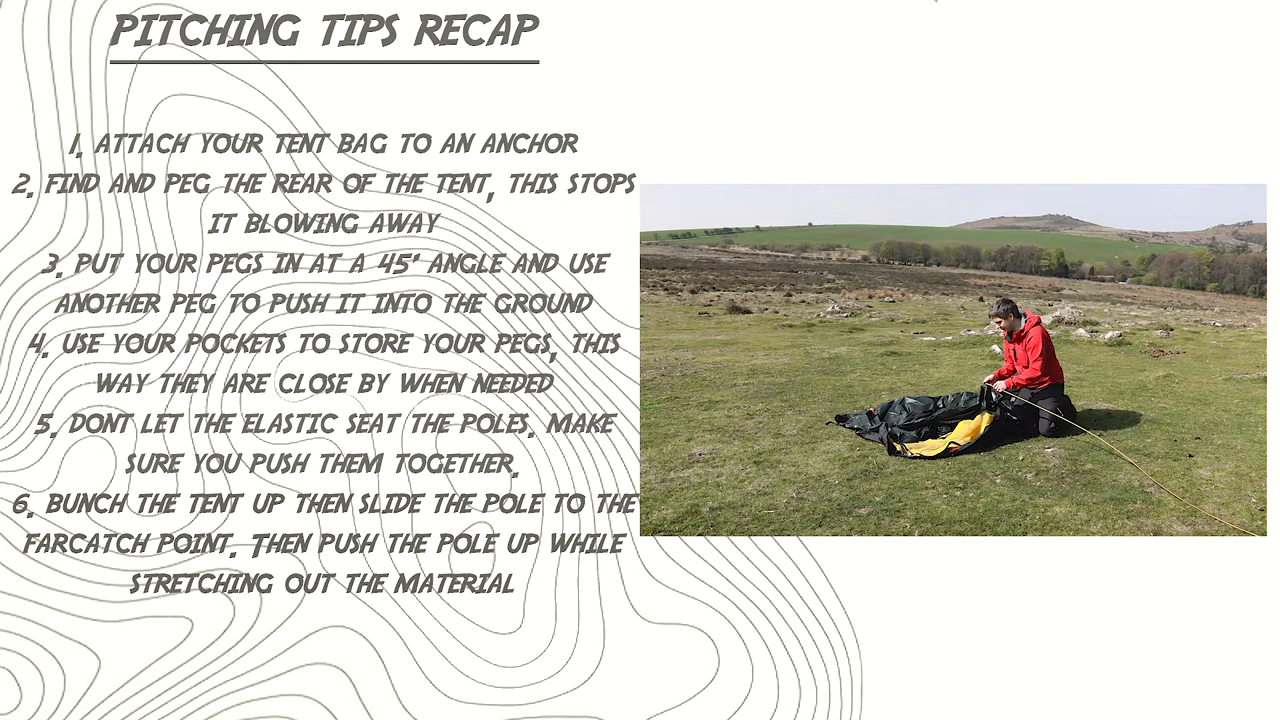 PITCHING TIPS RECAP
1. ATTACH YOUR TENT BAG TO AN ANCHOR
2. FIND AND PEG THE REAR OF THE TENT, THIS STOPS
IT BLOWING AWAY
3. PUT YOUR PEGS IN AT A 45' ANGLE AND USE
ANOTHER PEG TO PUSH IT INTO THE GROUND
4. USE YOUR POCKETS TO STORE YOUR PEGS, THIS
WAY THEY ARE CLOSE BY WHEN NEEDED
5. DONT LET THE ELASTIC SEAT THE POLES. MAKE
SURE YOU PUSH THEM TOGETHER.
6. BUNCH THE TENT UP THEN SLIDE THE POLE TO THE
FARCATCH POINT. THEN PUSH THE POLE UP WHILE
STRETCHING OUT THE MATERIAL